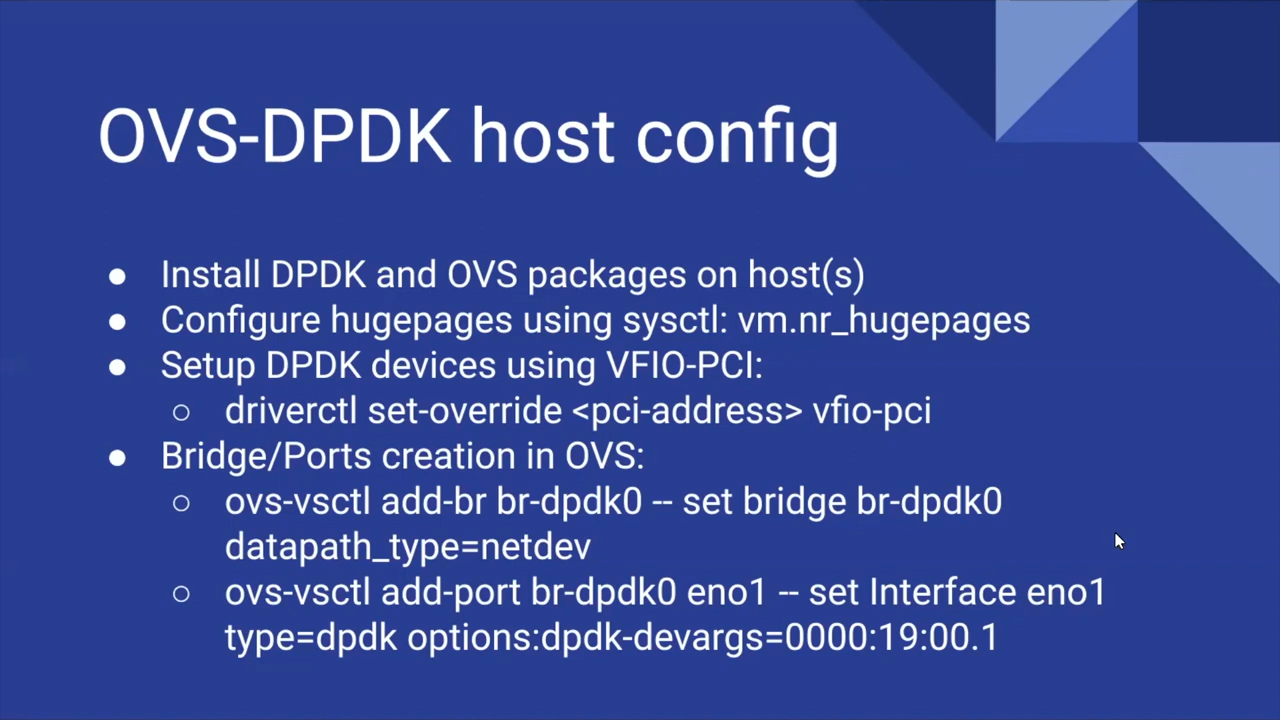 OVS-DPDK host config
● Install DPDK and OVS packages on host(s)
● Configure hugepages using sysctl: vm.nr_hugepages
● Setup DPDK devices using VFIO-PCI:
○ driverctl set-override <pci-address> vfio-pci
● Bridge/Ports creation in OVS:
○ ovs-vsctl add-br br-dpdk0 -- set bridge br-dpdk0
datapath_type=netdev
○ ovs-vsctl add-port br-dpdk0 eno1 -- set Interface eno1
type=dpdk options:dpdk-devargs=0000:19:00.1